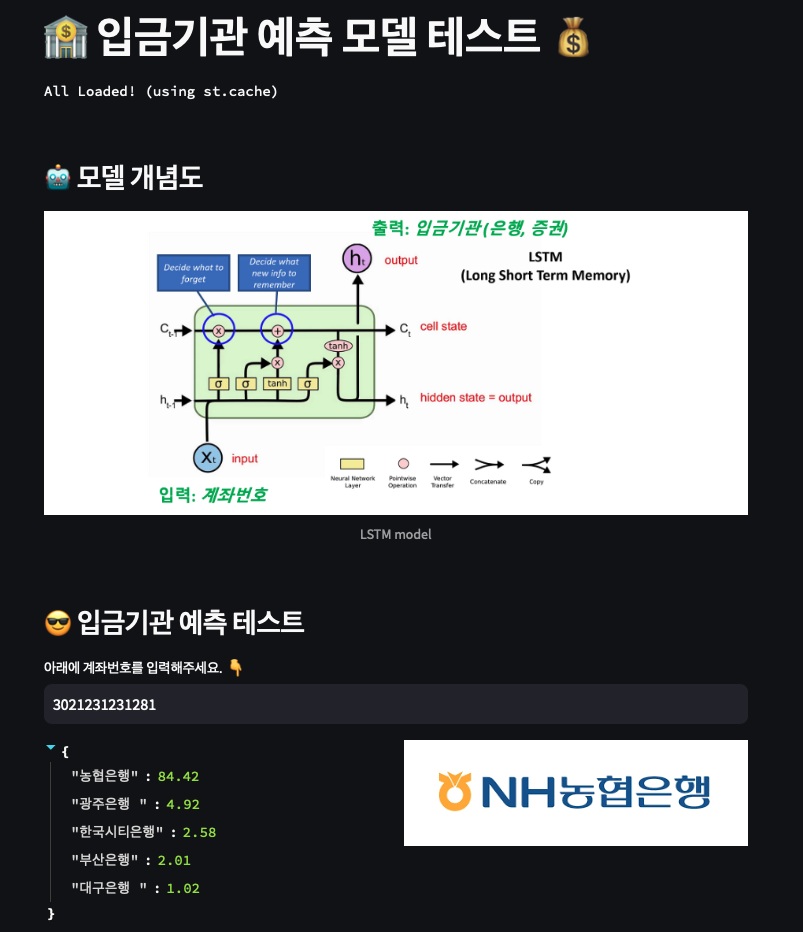 입금기관 예측 모델 테스트
All Loaded! (using st.cache)
모델 개념도
출력: 입금기관 (은행, 증권)
LSTM
(Long Short Term Memory)
Decide what to
forget
Decide what
new info to
remember
hₜ
output
Cₜ₋₁
x
+
Cₜ
cell state
tanh
x
x
σ
σ
tanh
σ
hₜ₋₁
hₜ
hidden state = output
Xₜ
input
Neural Network
Layer
Pointwise
Operation
Vector
Transfer
Concatenate
Copy
입력: 계좌번호
LSTM model
입금기관 예측 테스트
아래에 계좌번호를 입력해주세요.
3021231231281
{
"농협은행" : 84.42
"광주은행 " : 4.92
"한국시티은행" : 2.58
"부산은행" : 2.01
"대구은행 " : 1.02
}
NH농협은행